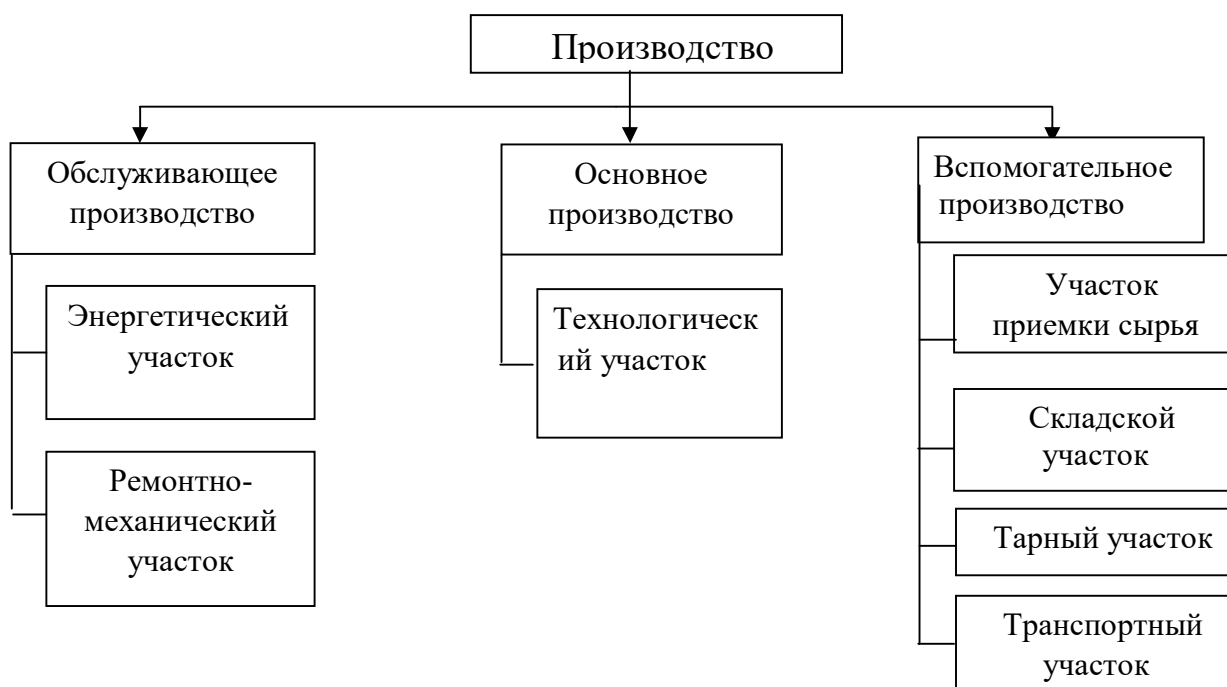 Производство
Обслуживающее
производство
Энергетический
участок
Ремонтно-
механический
участок
Основное
производство
Технологическ
ий участок
Вспомогательное
производство
Участок
приемки сырья
Складской
участок
Тарный участок
Транспортный
участок